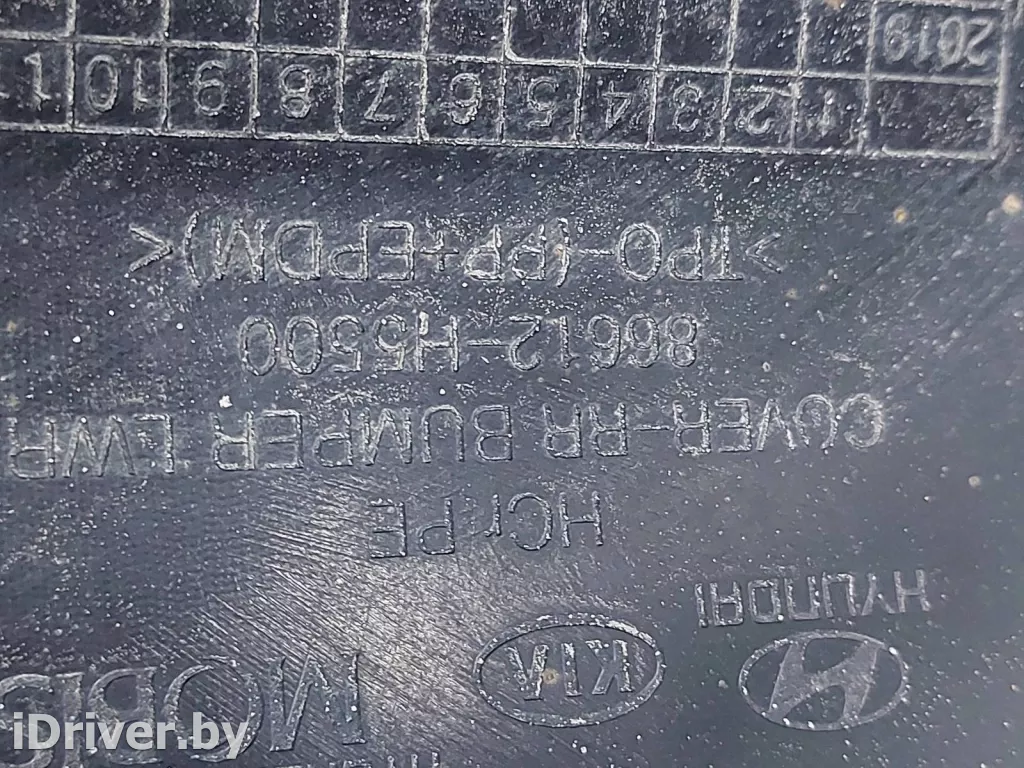 HYUNDAI KIA MOBIS
HCr PE
COVER-RR BUMPER LWR
86612-H5500
>TPO-(PP+EPDM)<
1 2 3 4 5 6 7 8 9 10 11
2019
iDriver.by